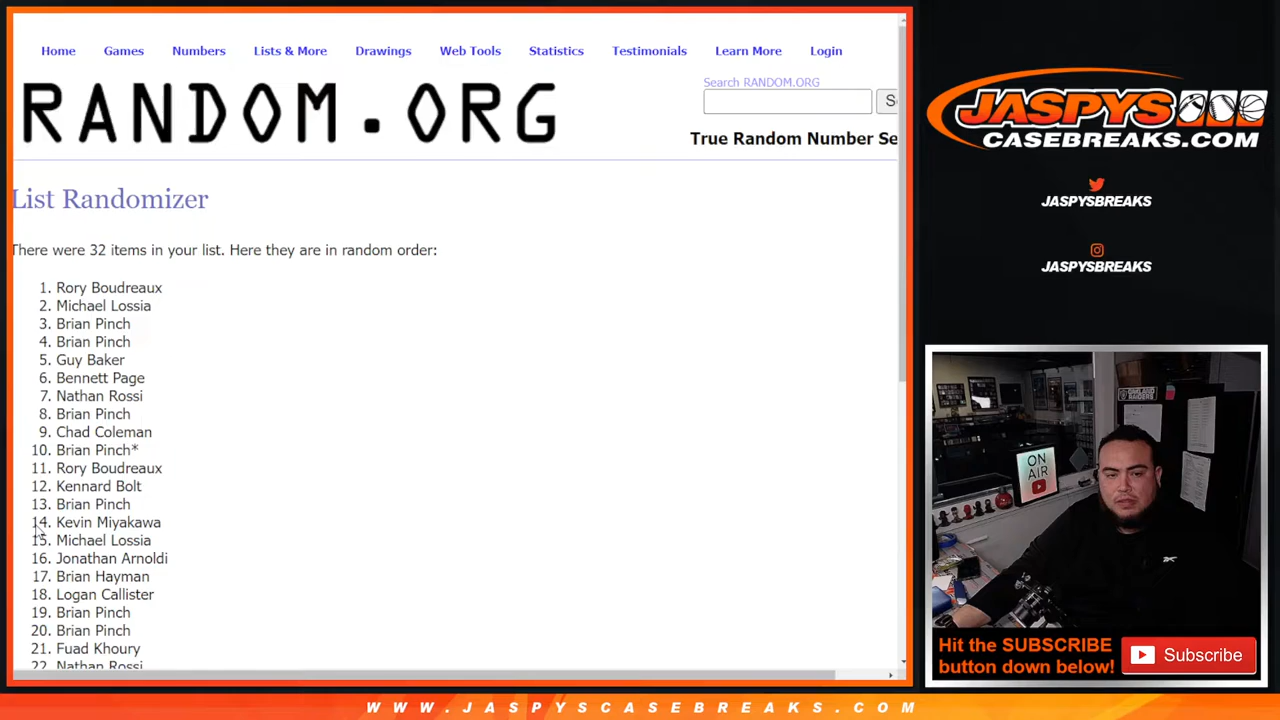 Home Games Numbers Lists & More Drawings Web Tools Statistics Testimonials Learn More Login
Search RANDOM.ORG
RANDOM.ORG
True Random Number Se
List Randomizer
There were 32 items in your list. Here they are in random order:
1. Rory Boudreaux
2. Michael Lossia
3. Brian Pinch
4. Brian Pinch
5. Guy Baker
6. Bennett Page
7. Nathan Rossi
8. Brian Pinch
9. Chad Coleman
10. Brian Pinch*
11. Rory Boudreaux
12. Kennard Bolt
13. Brian Pinch
14. Kevin Miyakawa
15. Michael Lossia
16. Jonathan Arnoldi
17. Brian Hayman
18. Logan Callister
19. Brian Pinch
20. Brian Pinch
21. Fuad Khoury
22. Nathan Rossi
JASPYS
CASEBREAKS.COM
JASPYSBREAKS
JASPYSBREAKS
ON
AIR
Hit the SUBSCRIBE
button down below!
Subscribe
WWW.JASPYSCASEBREAKS.COM